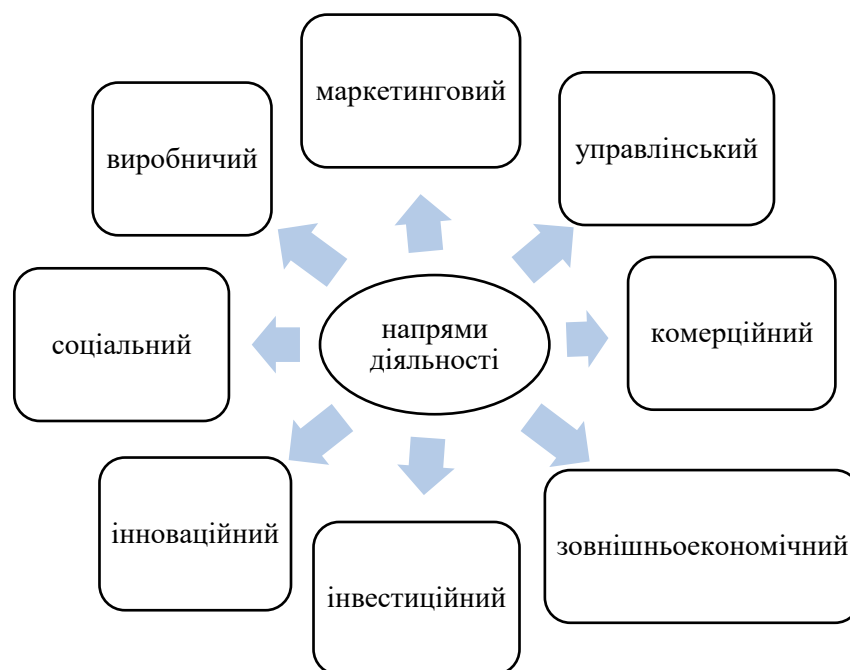 маркетинговий
виробничий
управлінський
соціальний
напрями
діяльності
комерційний
інноваційний
інвестиційний
зовнішньоекономічний